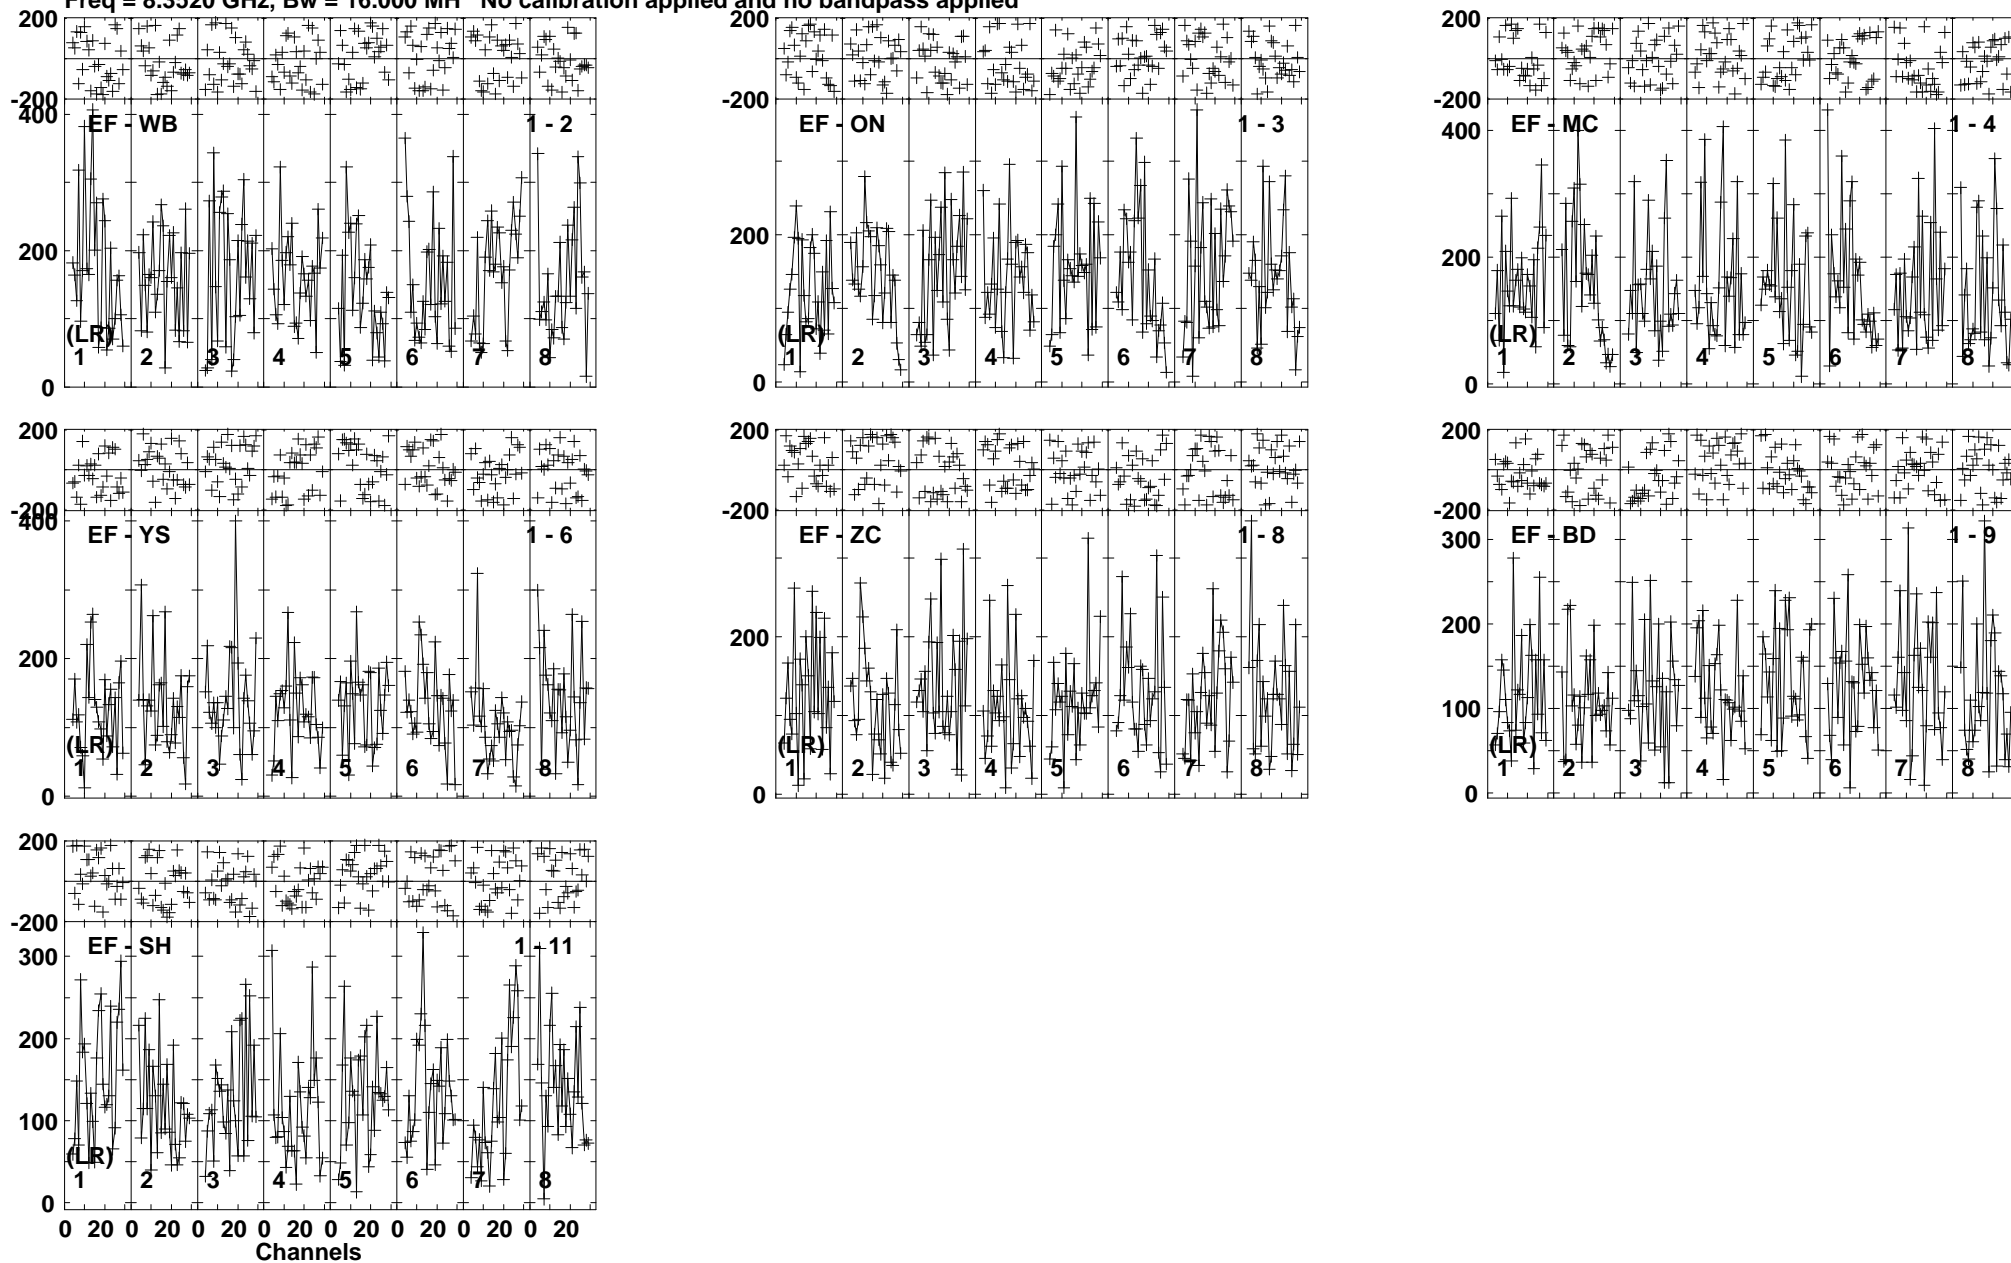 Freq = 8.3520 GHz, Bw = 16.000 MH No calibration applied and no bandpass applied
200
-200
400
200
0
EF - WB
1 - 2
(LR)
1 2 3 4 5 6 7 8
200
-200
200
0
EF - ON
1 - 3
(LR)
1 2 3 4 5 6 7 8
200
-200
400
200
0
EF - MC
1 - 4
(LR)
1 2 3 4 5 6 7 8
200
-200
400
200
0
EF - YS
1 - 6
(LR)
1 2 3 4 5 6 7 8
200
-200
200
0
EF - ZC
1 - 8
(LR)
1 2 3 4 5 6 7 8
200
-200
300
200
100
0
EF - BD
1 - 9
(LR)
1 2 3 4 5 6 7 8
200
-200
300
200
100
0
EF - SH
1 - 11
(LR)
1 2 3 4 5 6 7 8
0 20 0 20 0 20 0 20 0 20 0 20 0 20 0 20
Channels